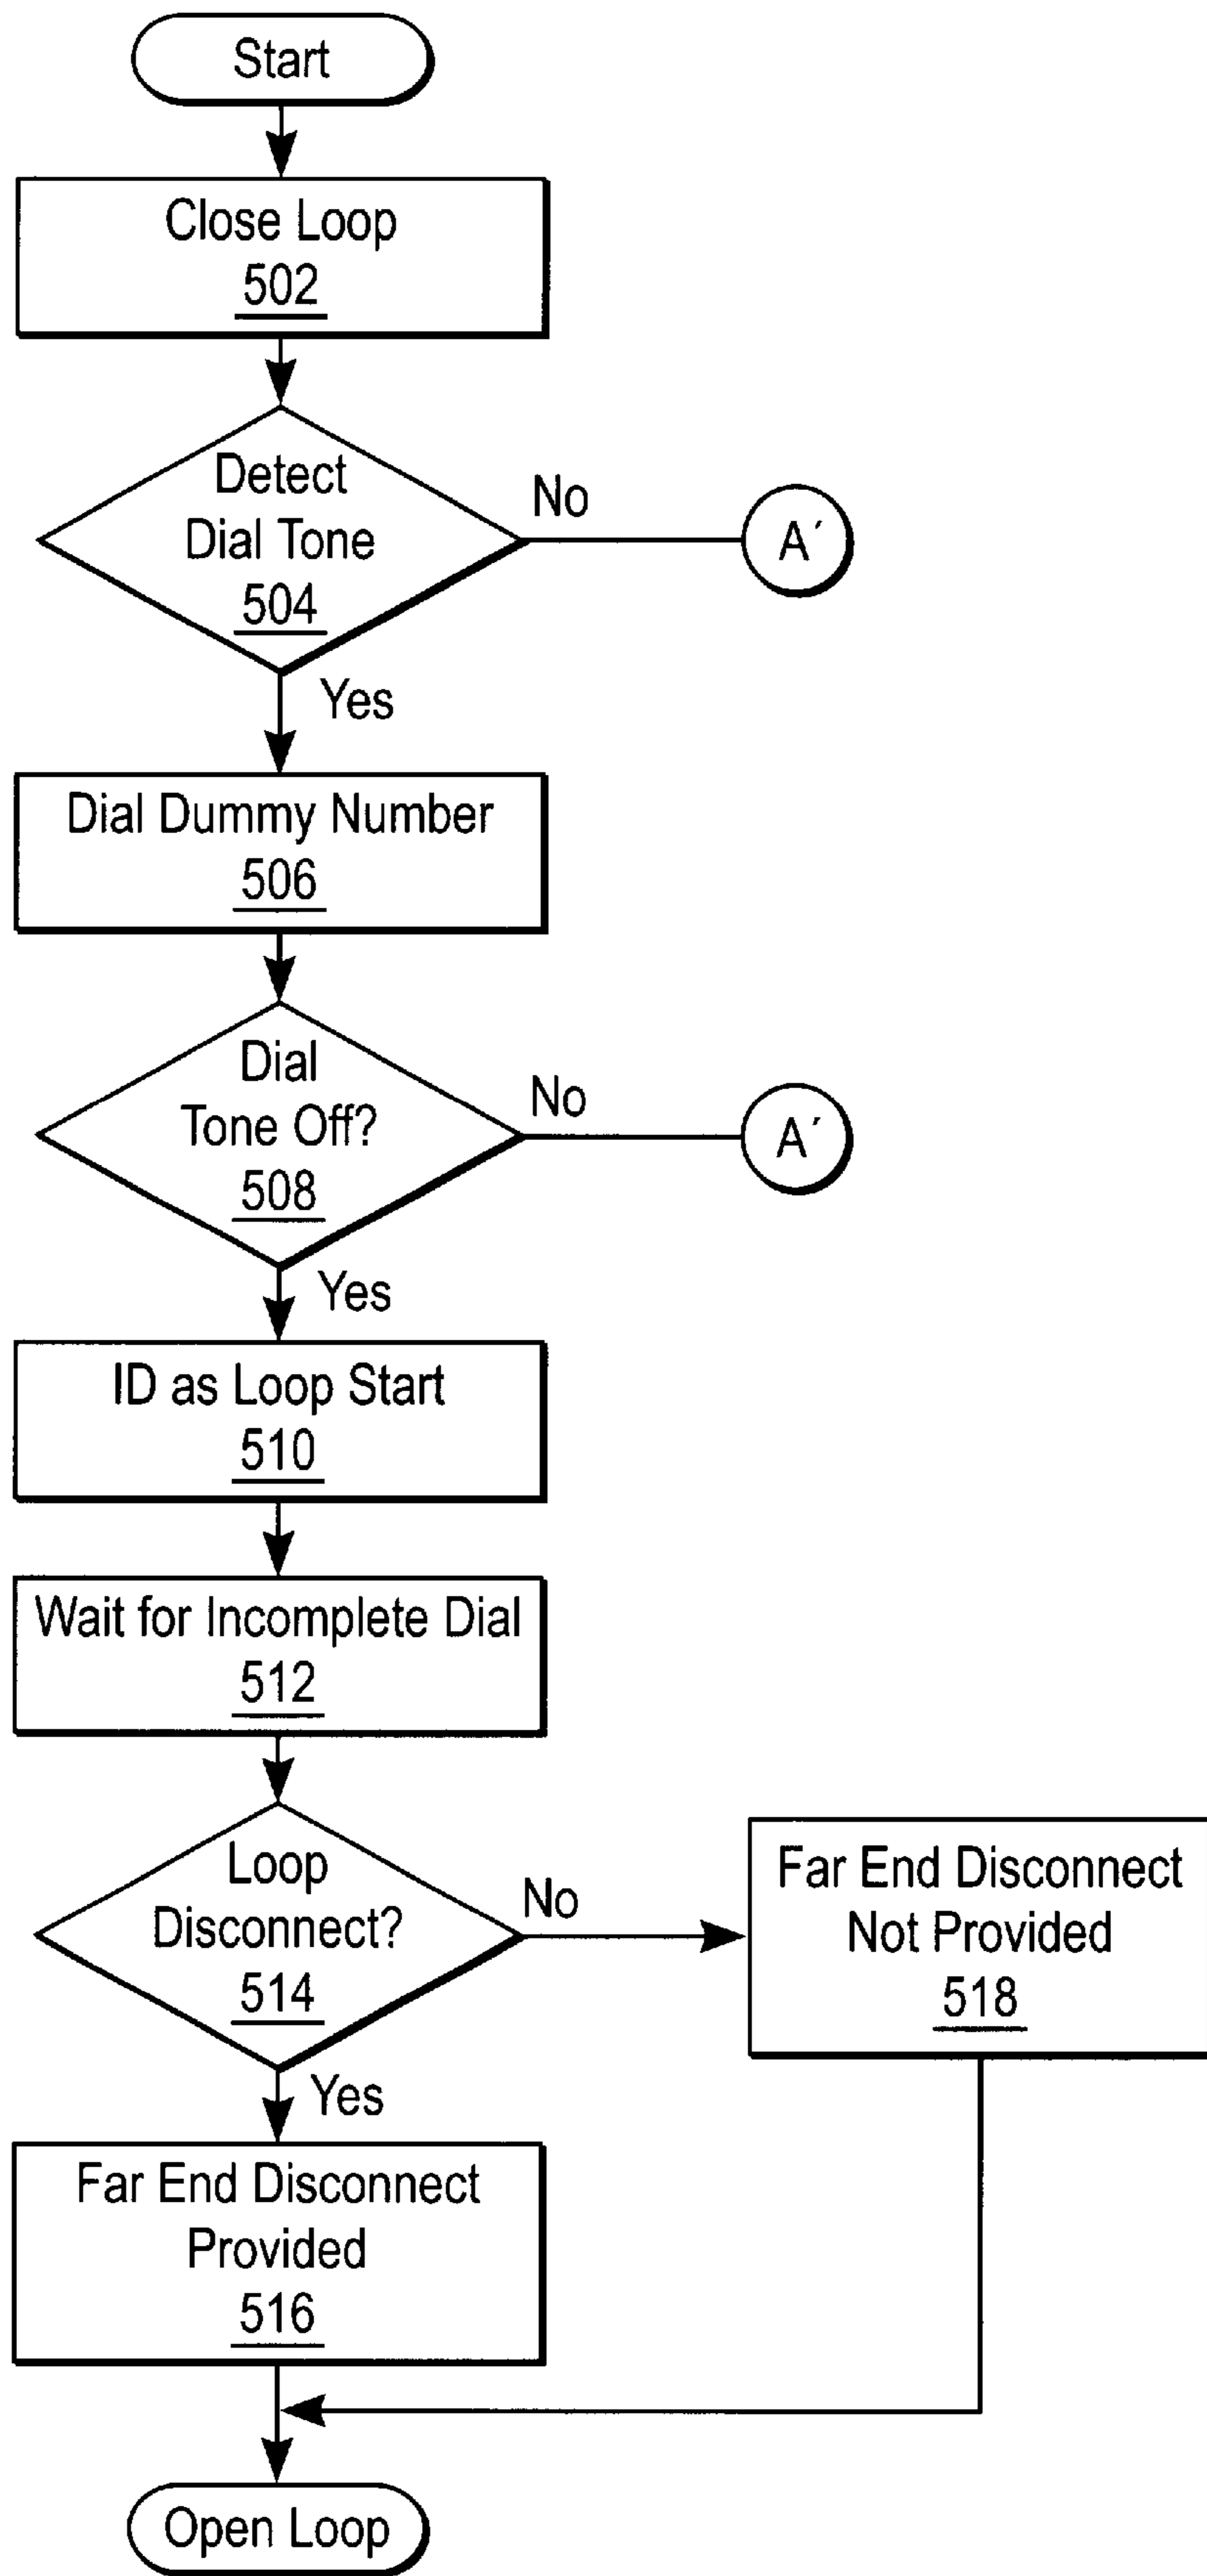 Start
Close Loop
502
Detect
Dial Tone
504
No
A´
Yes
Dial Dummy Number
506
Dial
Tone Off?
508
No
A´
Yes
ID as Loop Start
510
Wait for Incomplete Dial
512
Loop
Disconnect?
514
No
Far End Disconnect
Not Provided
518
Yes
Far End Disconnect
Provided
516
Open Loop